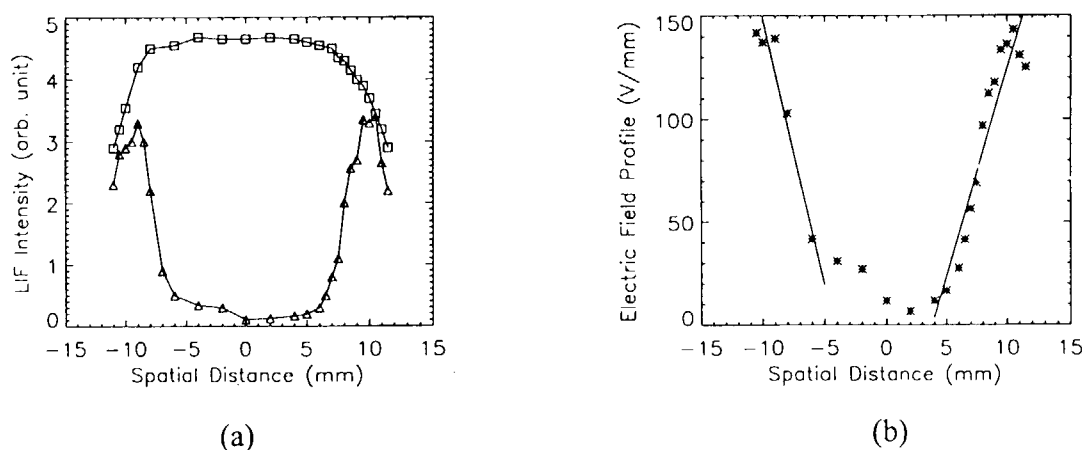 LIF Intensity (arb. unit)
5
4
3
2
1
0
−15 −10 −5 0 5 10 15
Spatial Distance (mm)
(a)
Electric Field Profile (V/mm)
150
100
50
0
−15 −10 −5 0 5 10 15
Spatial Distance (mm)
(b)